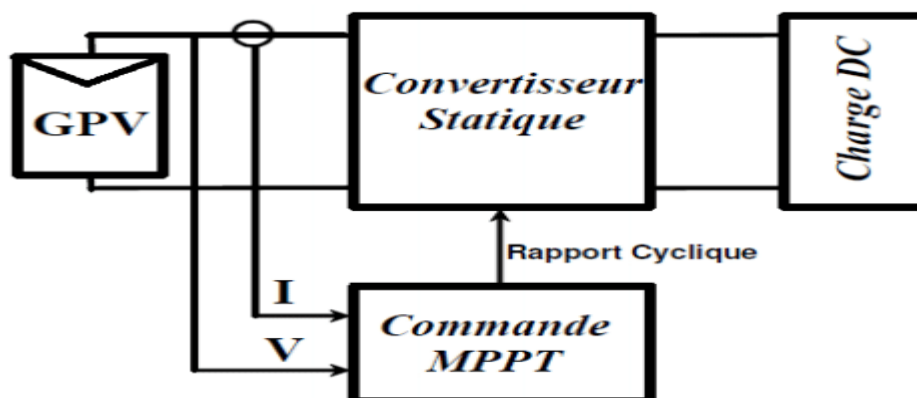 GPV
Convertisseur
Statique
Charge DC
Rapport Cyclique
I
V
Commande
MPPT